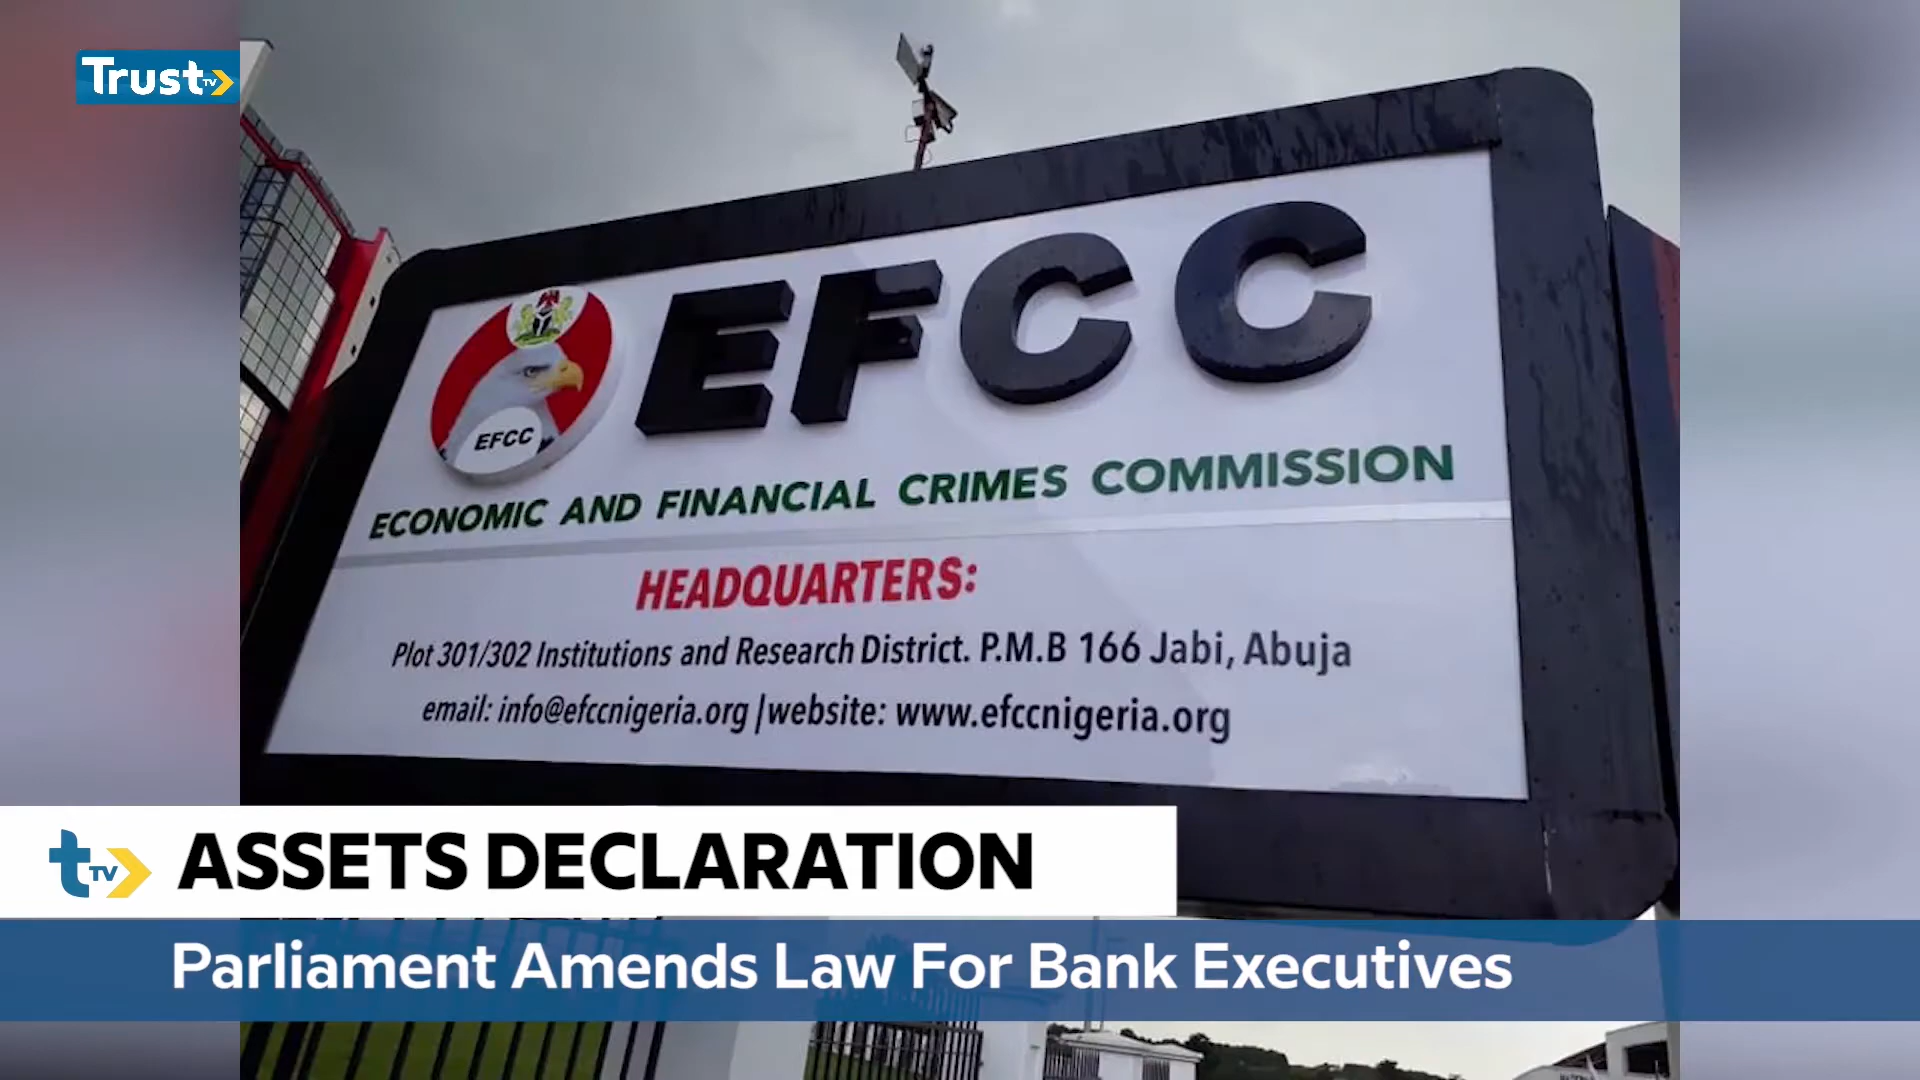 Trust TV
EFCC
EFCC
ECONOMIC AND FINANCIAL CRIMES COMMISSION
HEADQUARTERS:
Plot 301/302 Institutions and Research District. P.M.B 166 Jabi, Abuja
email: info@efccnigeria.org | website: www.efccnigeria.org
tTV ASSETS DECLARATION
Parliament Amends Law For Bank Executives